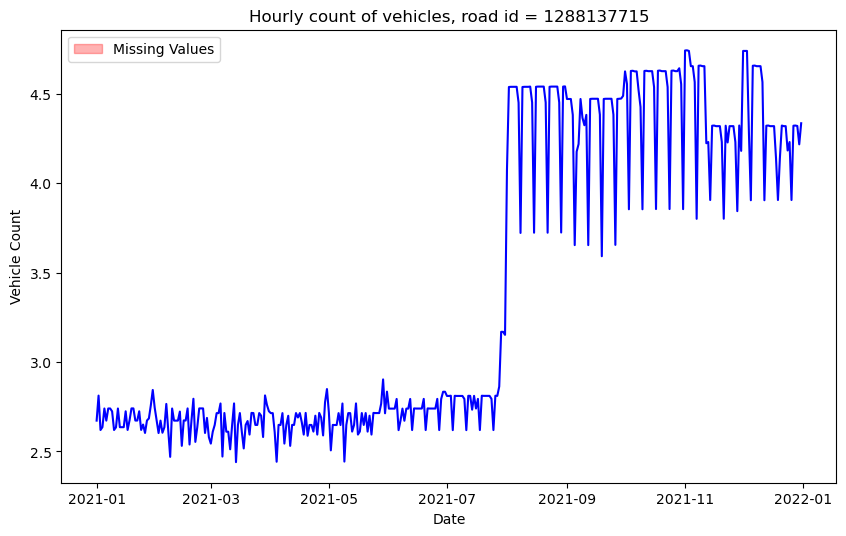 Hourly count of vehicles, road id = 1288137715
Missing Values
4.5
4.0
3.5
3.0
2.5
Vehicle Count
2021-01 2021-03 2021-05 2021-07 2021-09 2021-11 2022-01
Date